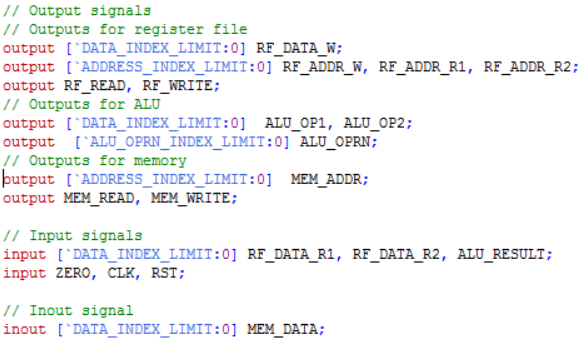 // Output signals
// Outputs for register file
output [`DATA_INDEX_LIMIT:0] RF_DATA_W;
output [`ADDRESS_INDEX_LIMIT:0] RF_ADDR_W, RF_ADDR_R1, RF_ADDR_R2;
output RF_READ, RF_WRITE;
// Outputs for ALU
output [`DATA_INDEX_LIMIT:0]  ALU_OP1, ALU_OP2;
output  [`ALU_OPRN_INDEX_LIMIT:0] ALU_OPRN;
// Outputs for memory
output [`ADDRESS_INDEX_LIMIT:0]  MEM_ADDR;
output MEM_READ, MEM_WRITE;

// Input signals
input [`DATA_INDEX_LIMIT:0] RF_DATA_R1, RF_DATA_R2, ALU_RESULT;
input ZERO, CLK, RST;

// Inout signal
inout [`DATA_INDEX_LIMIT:0] MEM_DATA;